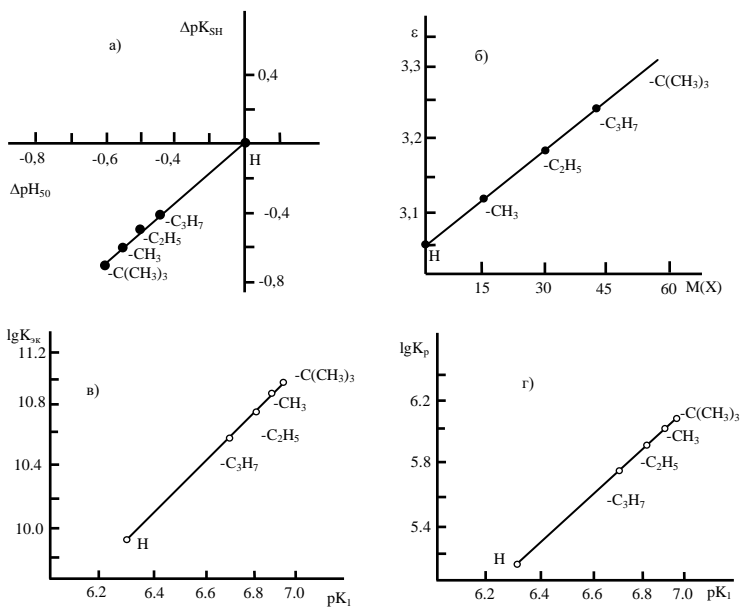 ΔpK_SH
а)
0,4
-0,8 -0,6 -0,4
H
ΔpH₅₀
-0,4
-C₃H₇
-C₂H₅
-CH₃
-C(CH₃)₃
-0,8
ε
б)
3,3
-C(CH₃)₃
-C₃H₇
3,2
-C₂H₅
3,1
-CH₃
H
15 30 45 60 M(X)
lgK_эк
11.2
в)
-C(CH₃)₃
10.8
-CH₃
-C₂H₅
-C₃H₇
10.4
10.0
H
6.2 6.4 6.6 6.8 7.0
pK₁
lgK_р
г)
6.2
-C(CH₃)₃
-CH₃
5.8
-C₂H₅
-C₃H₇
5.4
H
6.2 6.4 6.6 6.8 7.0 pK₁